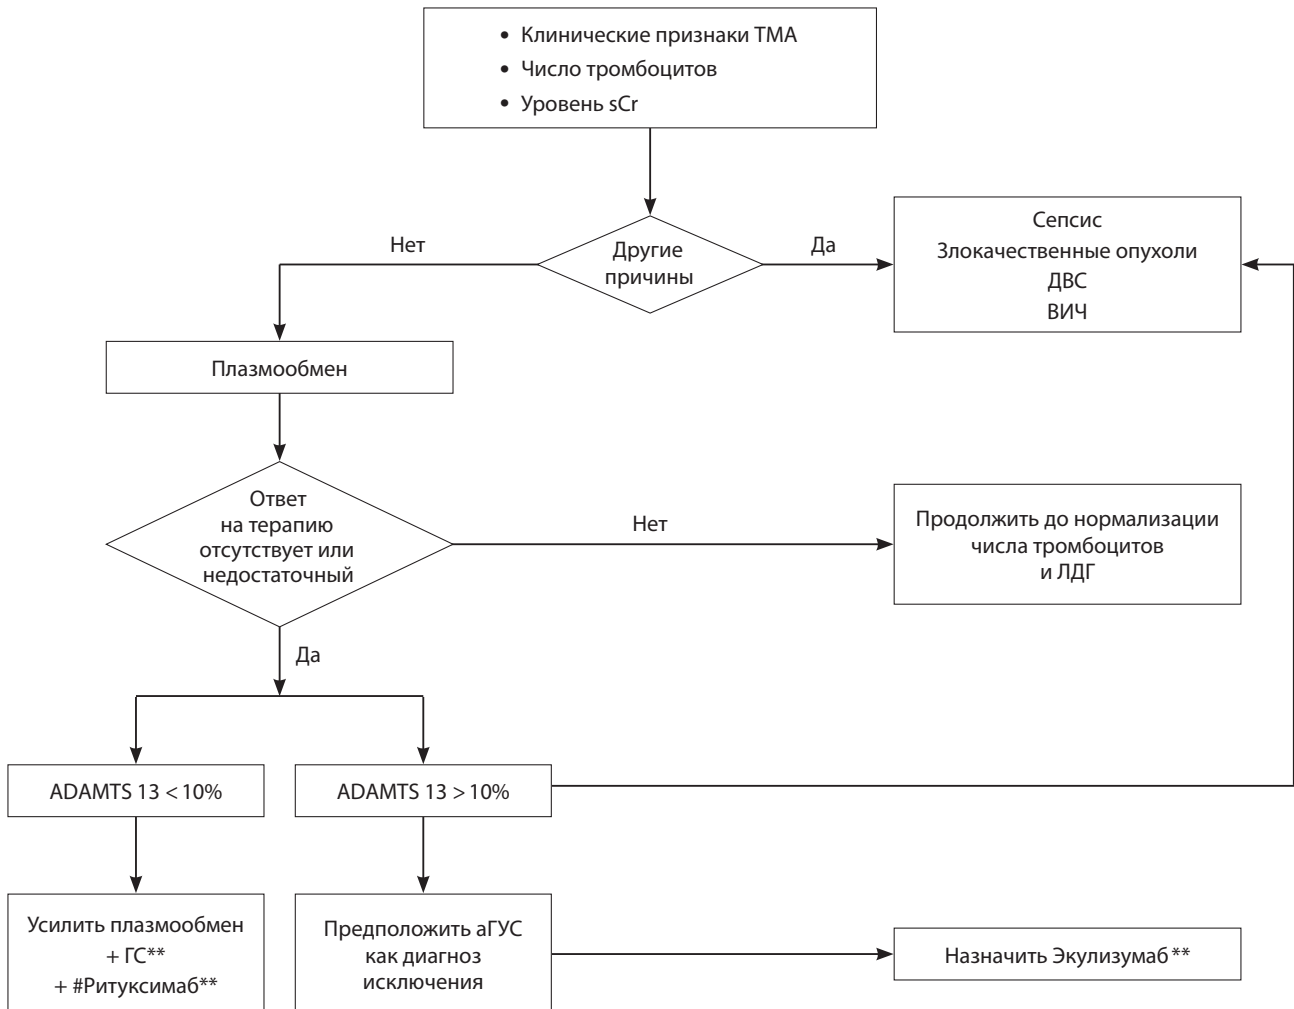 • Клинические признаки ТМА
• Число тромбоцитов
• Уровень sCr
Нет
Другие
причины
Да
Сепсис
Злокачественные опухоли
ДВС
ВИЧ
Плазмообмен
Ответ
на терапию
отсутствует или
недостаточный
Нет
Продолжить до нормализации
числа тромбоцитов
и ЛДГ
Да
ADAMTS 13 < 10%
ADAMTS 13 > 10%
Усилить плазмообмен
+ ГС**
+ #Ритуксимаб**
Предположить аГУС
как диагноз
исключения
Назначить Экулизумаб**